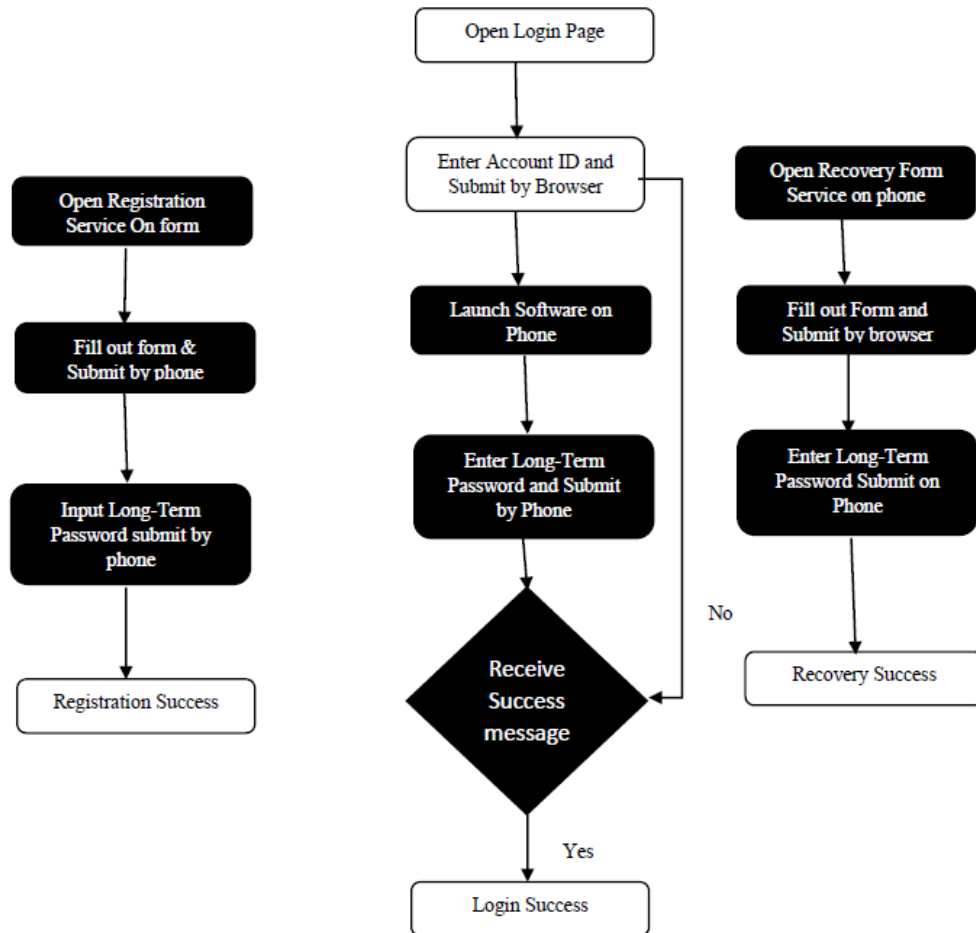 Open Login Page
Enter Account ID and
Submit by Browser
Open Registration
Service On form
Fill out form &
Submit by phone
Input Long-Term
Password submit by
phone
Registration Success
Launch Software on
Phone
Enter Long-Term
Password and Submit
by Phone
Receive
Success
message
No
Yes
Login Success
Open Recovery Form
Service on phone
Fill out Form and
Submit by browser
Enter Long-Term
Password Submit on
Phone
Recovery Success